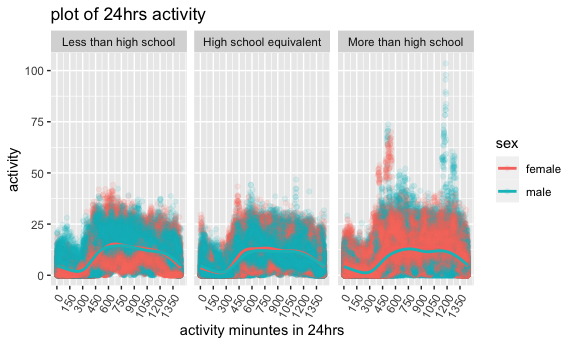 plot of 24hrs activity
Less than high school High school equivalent More than high school
100
75
50
25
0
activity
0 150 300 450 600 750 900 1050 1200 1350 0 150 300 450 600 750 900 1050 1200 1350 0 150 300 450 600 750 900 1050 1200 1350
activity minuntes in 24hrs
sex
female
male